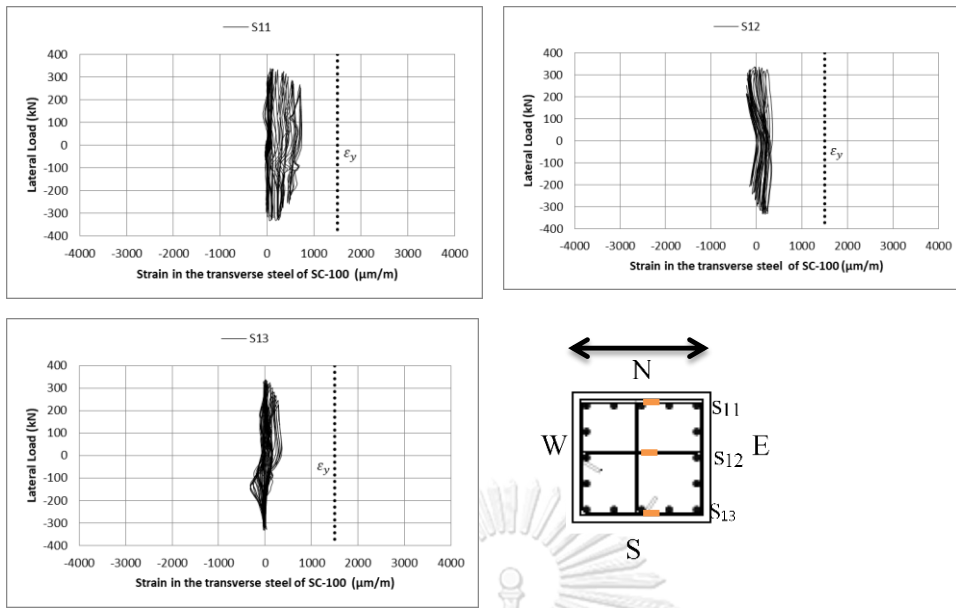 S11
400
300
200
100
0
-100
-200
-300
-400
-4000 -3000 -2000 -1000 0 1000 2000 3000 4000
Lateral Load (kN)
εy
Strain in the transverse steel of SC-100 (µm/m)
S12
400
300
200
100
0
-100
-200
-300
-400
-4000 -3000 -2000 -1000 0 1000 2000 3000 4000
Lateral Load (kN)
εy
Strain in the transverse steel of SC-100 (µm/m)
S13
400
300
200
100
0
-100
-200
-300
-400
-4000 -3000 -2000 -1000 0 1000 2000 3000 4000
Lateral Load (kN)
εy
Strain in the transverse steel of SC-100 (µm/m)
N
S11
W S12 E
S13
S